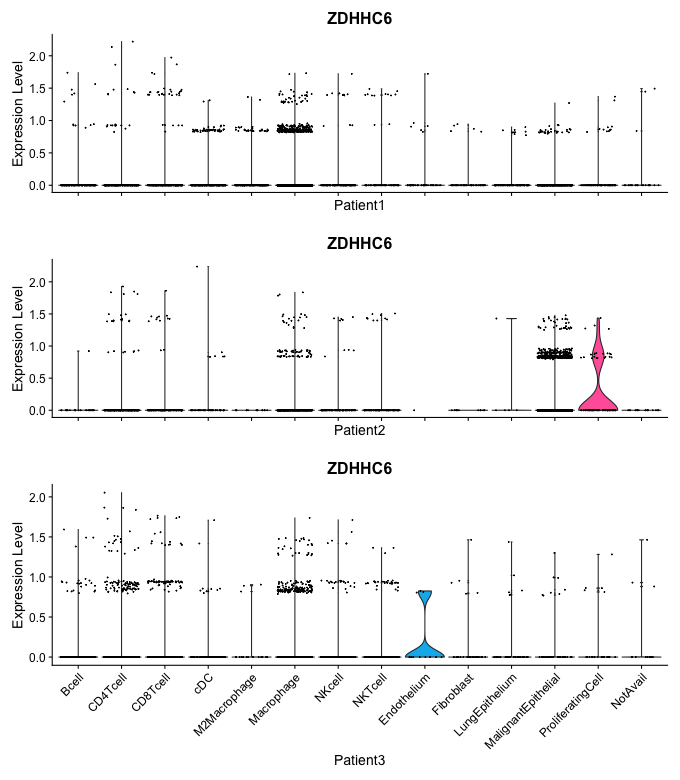 ZDHHC6
Expression Level
2.0
1.5
1.0
0.5
0.0
Patient1
ZDHHC6
Expression Level
2.0
1.5
1.0
0.5
0.0
Patient2
ZDHHC6
Expression Level
2.0
1.5
1.0
0.5
0.0
Bcell
CD4Tcell
CD8Tcell
cDC
M2Macrophage
Macrophage
NKcell
NKTcell
Endothelium
Fibroblast
LungEpithelium
MalignantEpithelial
ProliferatingCell
NotAvail
Patient3